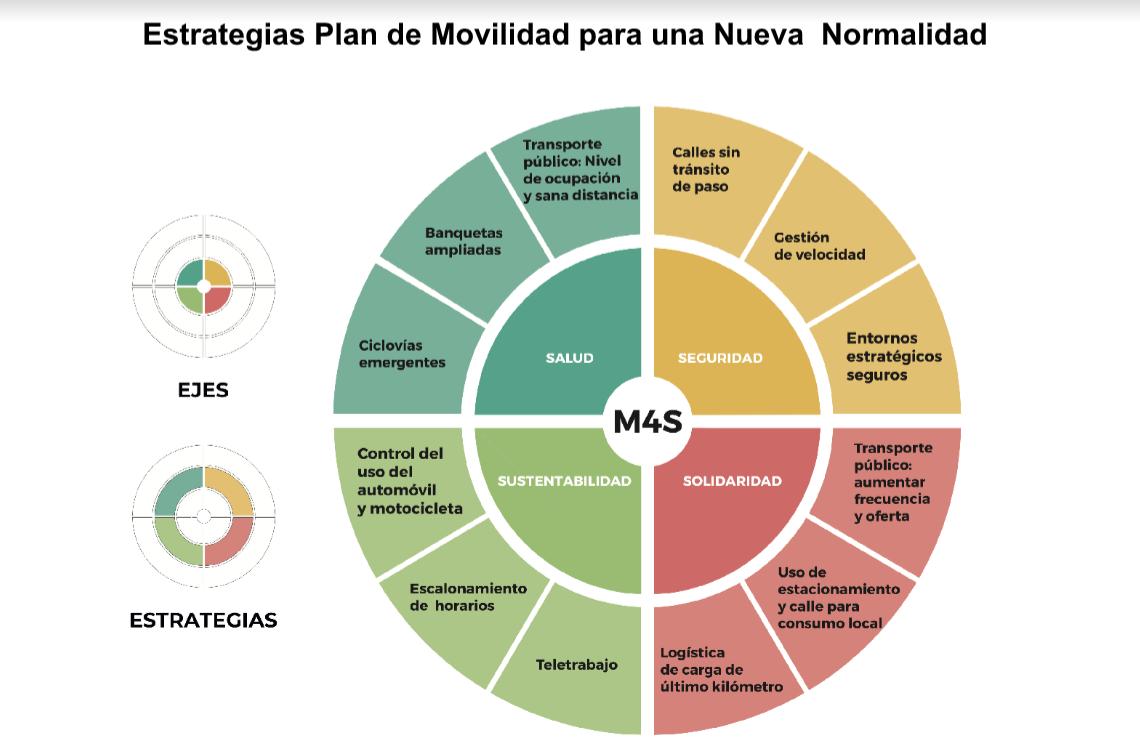 Estrategias Plan de Movilidad para una Nueva  Normalidad
Transporte
público: Nivel
de ocupación
y sana distancia
Calles sin
tránsito
de paso
Banquetas
ampliadas
Gestión
de velocidad
Ciclovías
emergentes
Entornos
estratégicos
seguros
SALUD
SEGURIDAD
EJES
M4S
Control del
uso del
automóvil
y motocicleta
SUSTENTABILIDAD
SOLIDARIDAD
Transporte
público:
aumentar
frecuencia
y oferta
Escalonamiento
de  horarios
Uso de
estacionamiento
y calle para
consumo local
ESTRATEGIAS
Teletrabajo
Logística
de carga de
último kilómetro